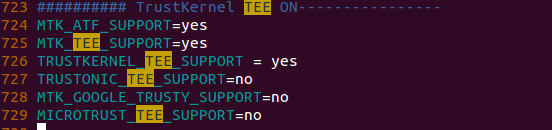 723 ########## TrustKernel TEE ON----------------
724 MTK_ATF_SUPPORT=yes
725 MTK_TEE_SUPPORT=yes
726 TRUSTKERNEL_TEE_SUPPORT = yes
727 TRUSTONIC_TEE_SUPPORT=no
728 MTK_GOOGLE_TRUSTY_SUPPORT=no
729 MICROTRUST_TEE_SUPPORT=no